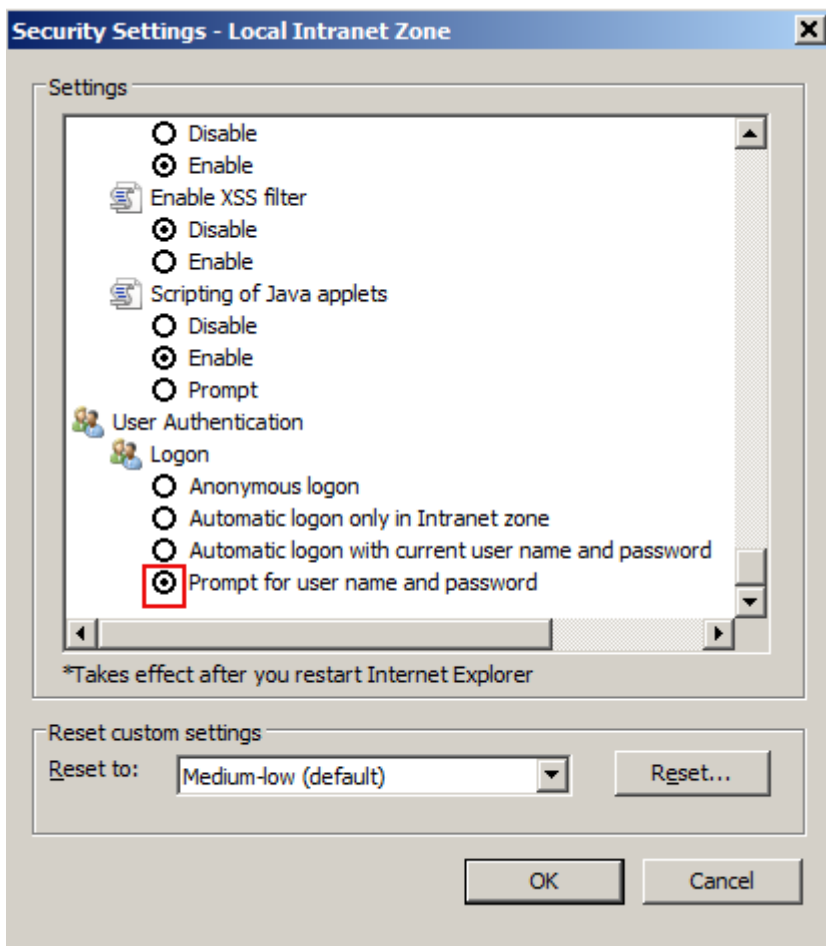 Security Settings - Local Intranet Zone
Settings
Disable
Enable
Enable XSS filter
Disable
Enable
Scripting of Java applets
Disable
Enable
Prompt
User Authentication
Logon
Anonymous logon
Automatic logon only in Intranet zone
Automatic logon with current user name and password
Prompt for user name and password
*Takes effect after you restart Internet Explorer
Reset custom settings
Reset to: Medium-low (default) Reset...
OK Cancel